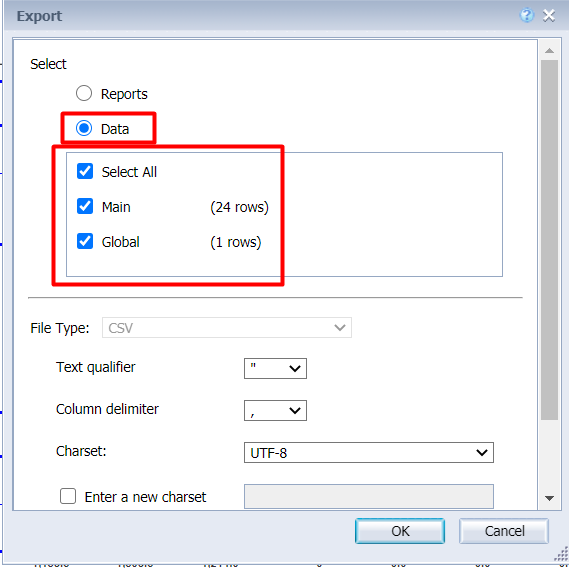 Export
Select
Reports
Data
Select All
Main (24 rows)
Global (1 rows)
File Type: CSV
Text qualifier "
Column delimiter ,
Charset: UTF-8
Enter a new charset
OK Cancel